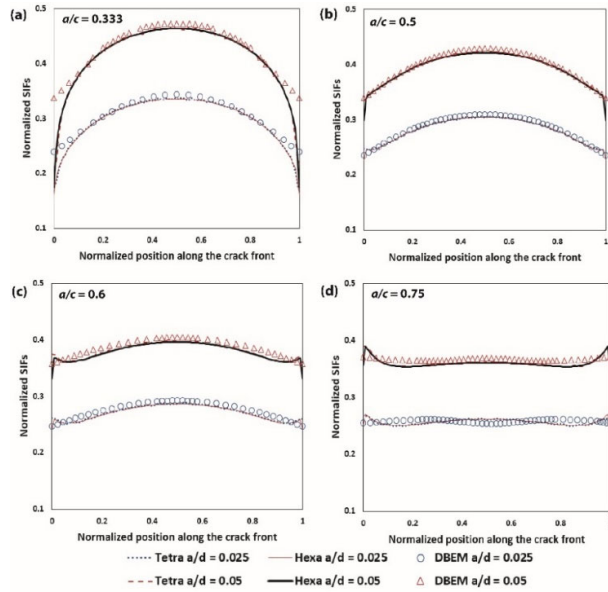 (a)
a/c = 0.333
0.5
0.4
0.3
0.2
0.1
Normalized SIFs
0 0.2 0.4 0.6 0.8 1
Normalized position along the crack front
(b)
a/c = 0.5
0.5
0.4
0.3
0.2
0.1
Normalized SIFs
0 0.2 0.4 0.6 0.8 1
Normalized position along the crack front
(c)
a/c = 0.6
0.5
0.4
0.3
0.2
0.1
Normalized SIFs
0 0.2 0.4 0.6 0.8 1
Normalized position along the crack front
(d)
a/c = 0.75
0.5
0.4
0.3
0.2
0.1
Normalized SIFs
0 0.2 0.4 0.6 0.8 1
Normalized position along the crack front
Tetra a/d = 0.025 Hexa a/d = 0.025 DBEM a/d = 0.025
Tetra a/d = 0.05 Hexa a/d = 0.05 DBEM a/d = 0.05